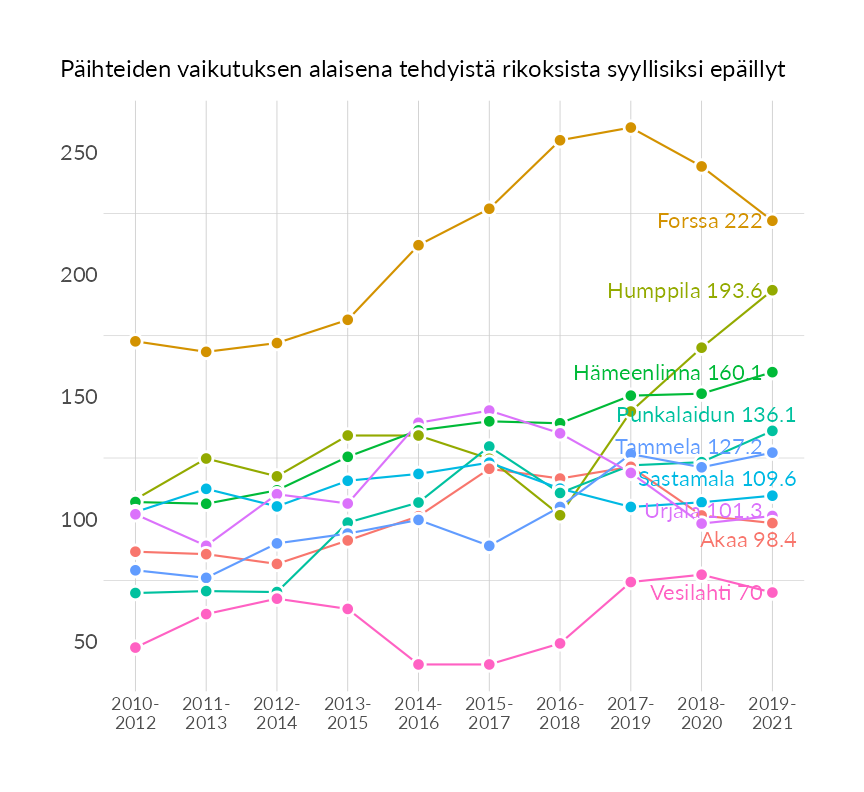 Päihteiden vaikutuksen alaisena tehdyistä rikoksista syyllisiksi epäillyt
250
200
150
100
50
Forssa 222
Humppila 193.6
Hämeenlinna 160.1
Punkalaidun 136.1
Tammela 127.2
Sastamala 109.6
Urjala 101.3
Akaa 98.4
Vesilahti 70
2010-
2012
2011-
2013
2012-
2014
2013-
2015
2014-
2016
2015-
2017
2016-
2018
2017-
2019
2018-
2020
2019-
2021